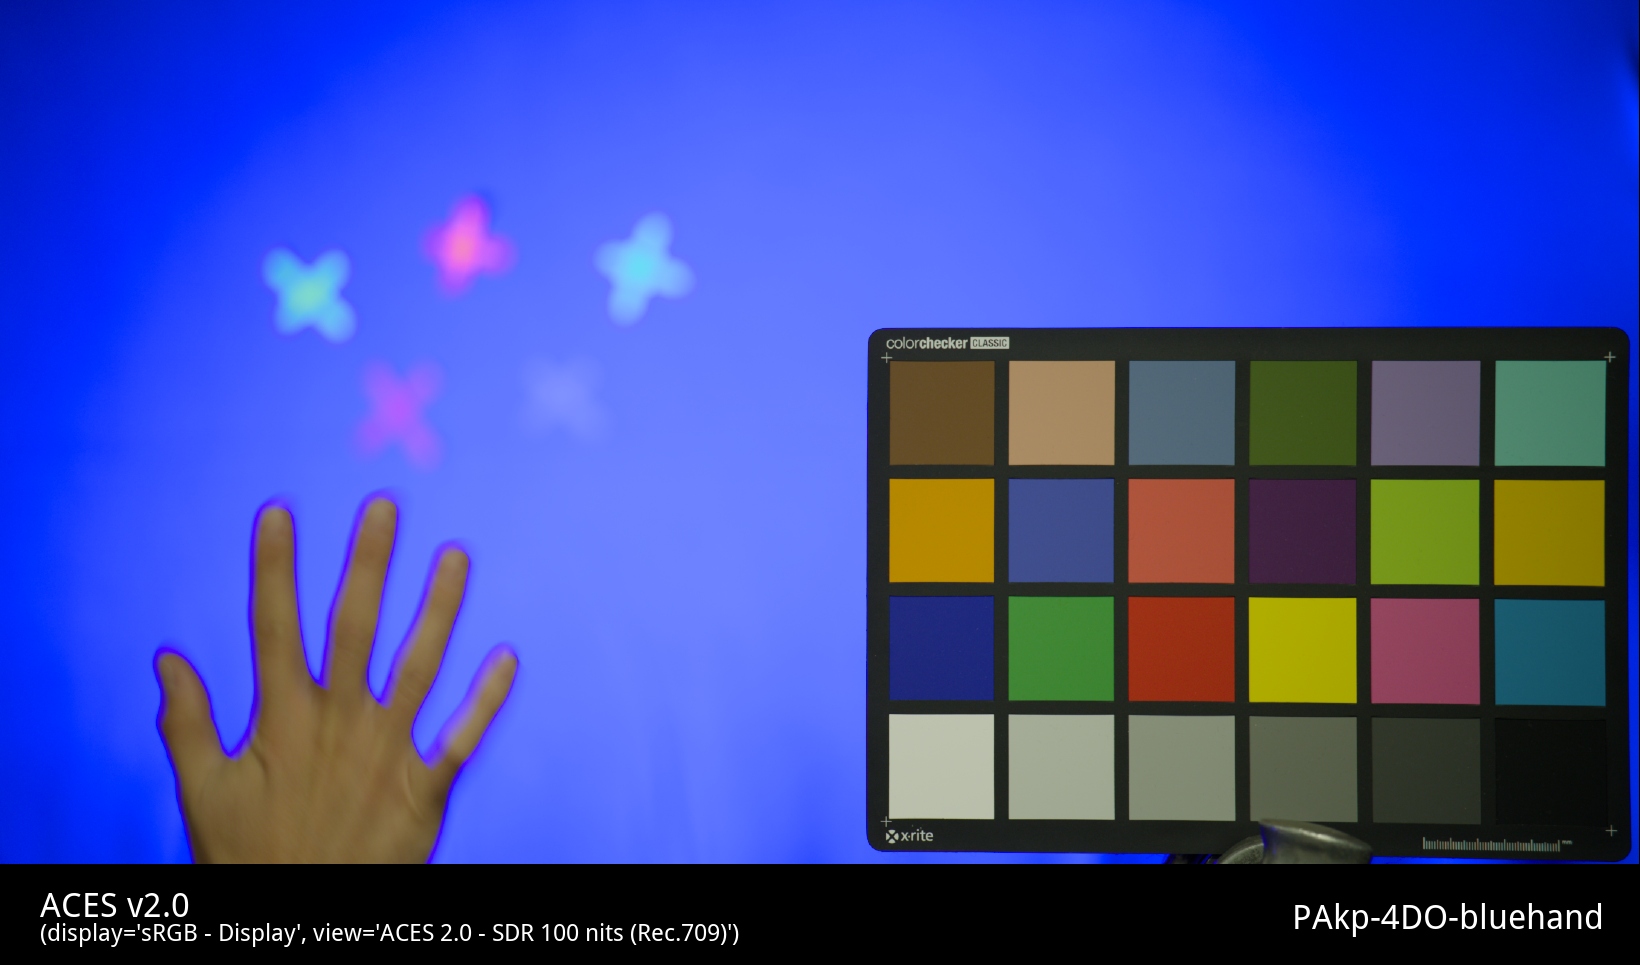 colorchecker CLASSIC
x-rite
mm
ACES v2.0
(display='sRGB - Display', view='ACES 2.0 - SDR 100 nits (Rec.709)')
PAkp-4DO-bluehand